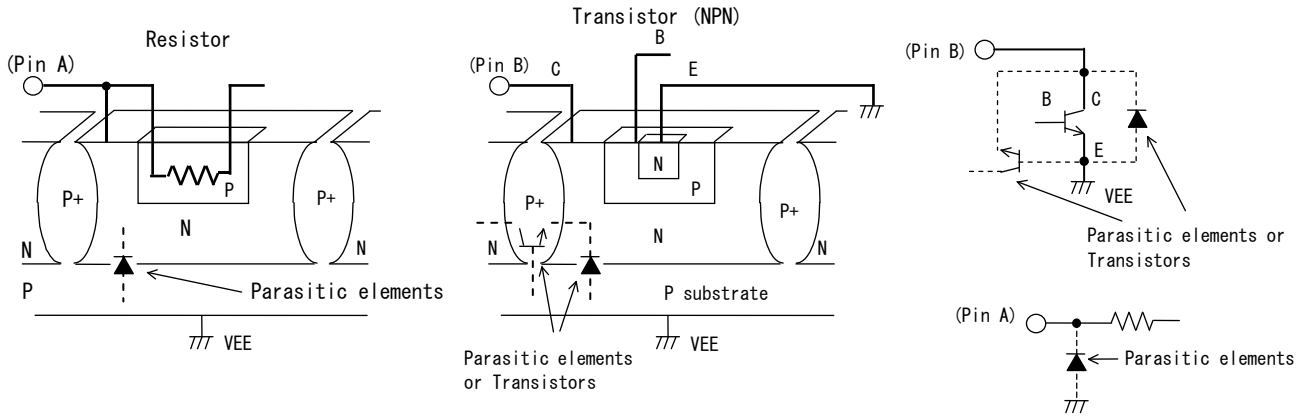 Resistor
(Pin A)
P+
P
P+
N
N
N
P
Parasitic elements
VEE
Transistor (NPN)
B
(Pin B)
C
E
N
P
P+
P+
N
N
N
P substrate
VEE
Parasitic elements
or Transistors
(Pin B)
B
C
E
VEE
Parasitic elements or
Transistors
(Pin A)
Parasitic elements